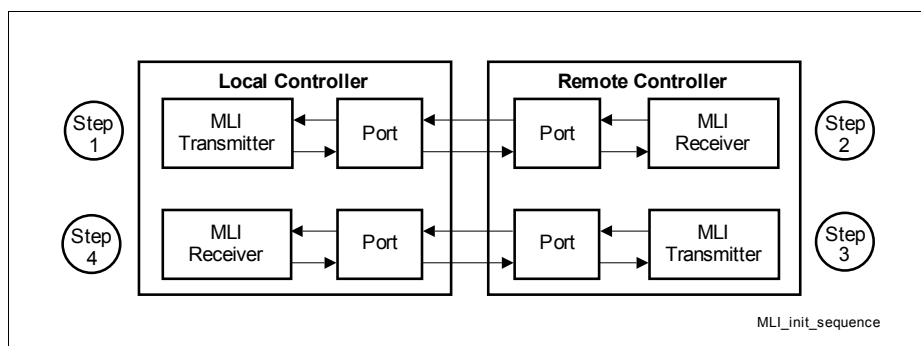 Local Controller
Remote Controller
Step
1
MLI
Transmitter
Port
Port
MLI
Receiver
Step
2
Step
4
MLI
Receiver
Port
Port
MLI
Transmitter
Step
3
MLI_init_sequence